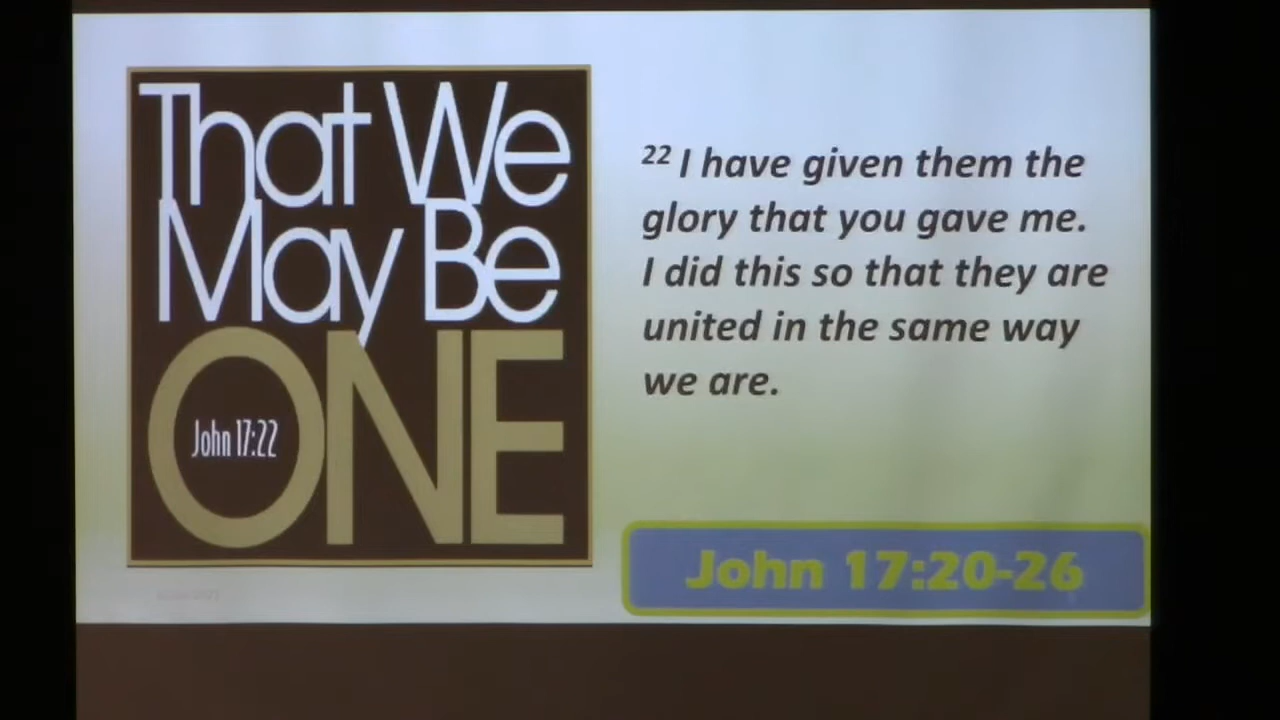 That We
May Be
ONE
John 17:22
22 I have given them the
glory that you gave me.
I did this so that they are
united in the same way
we are.
John 17:20-26